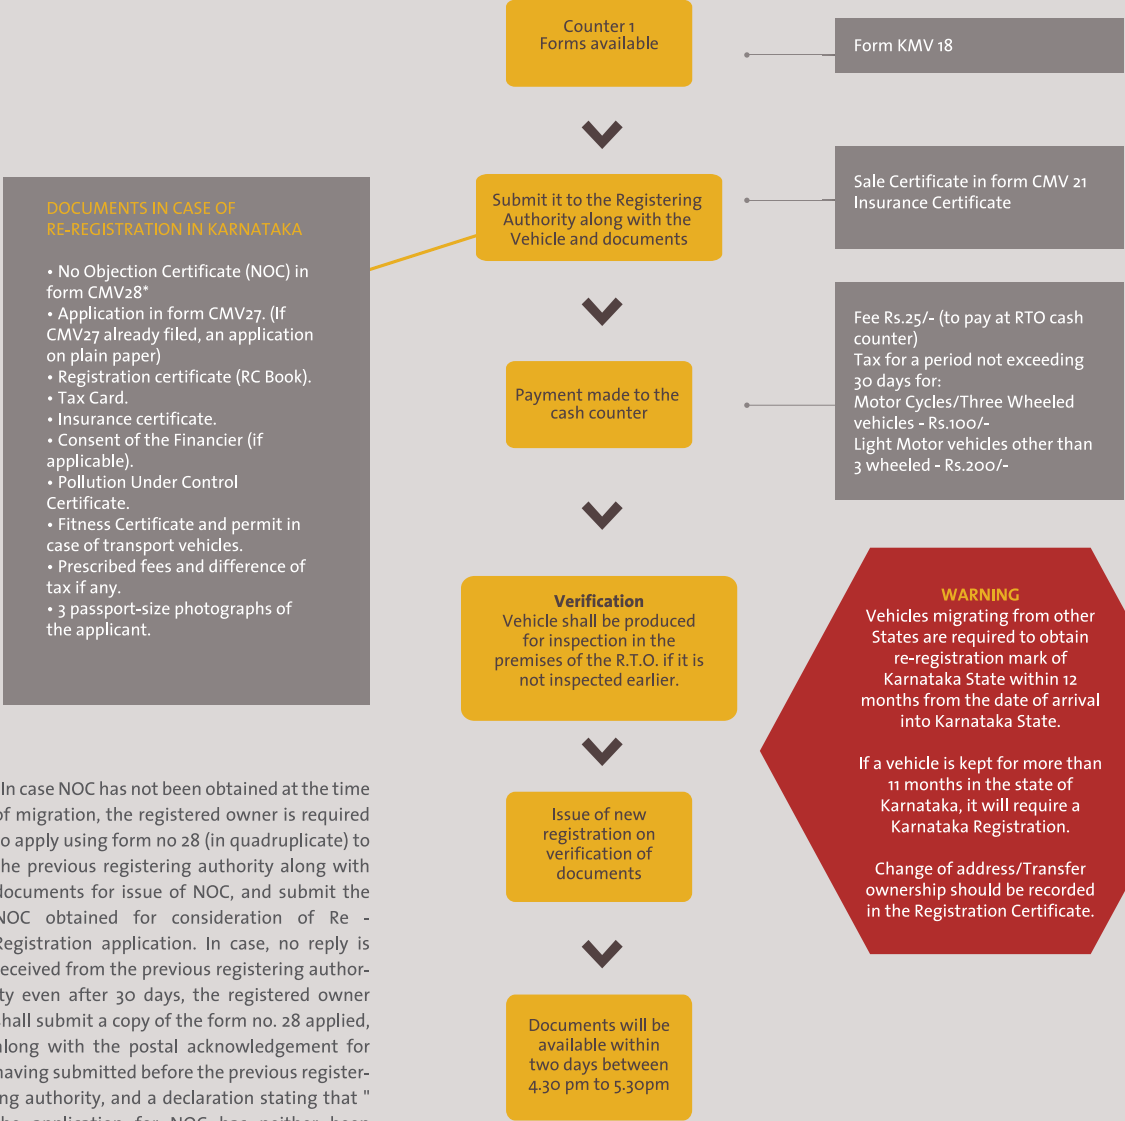 Counter 1
Forms available
Form KMV 18
Submit it to the Registering
Authority along with the
Vehicle and documents
Sale Certificate in form CMV 21
Insurance Certificate
DOCUMENTS IN CASE OF
RE-REGISTRATION IN KARNATAKA
• No Objection Certificate (NOC) in
form CMV28*
• Application in form CMV27. (If
CMV27 already filed, an application
on plain paper)
• Registration certificate (RC Book).
• Tax Card.
• Insurance certificate.
• Consent of the Financier (if
applicable).
• Pollution Under Control
Certificate.
• Fitness Certificate and permit in
case of transport vehicles.
• Prescribed fees and difference of
tax if any.
• 3 passport-size photographs of
the applicant.
Payment made to the
cash counter
Fee Rs.25/- (to pay at RTO cash
counter)
Tax for a period not exceeding
30 days for:
Motor Cycles/Three Wheeled
vehicles - Rs.100/-
Light Motor vehicles other than
3 wheeled - Rs.200/-
Verification
Vehicle shall be produced
for inspection in the
premises of the R.T.O. if it is
not inspected earlier.
WARNING
Vehicles migrating from other
States are required to obtain
re-registration mark of
Karnataka State within 12
months from the date of arrival
into Karnataka State.
If a vehicle is kept for more than
11 months in the state of
Karnataka, it will require a
Karnataka Registration.
Change of address/Transfer
ownership should be recorded
in the Registration Certificate.
Issue of new
registration on
verification of
documents
Documents will be
available within
two days between
4.30 pm to 5.30pm
In case NOC has not been obtained at the time
of migration, the registered owner is required
to apply using form no 28 (in quadruplicate) to
the previous registering authority along with
documents for issue of NOC, and submit the
NOC obtained for consideration of Re -
Registration application. In case, no reply is
received from the previous registering author-
ity even after 30 days, the registered owner
shall submit a copy of the form no. 28 applied,
along with the postal acknowledgement for
having submitted before the previous register-
ing authority, and a declaration stating that "
the application for NOC has neither been